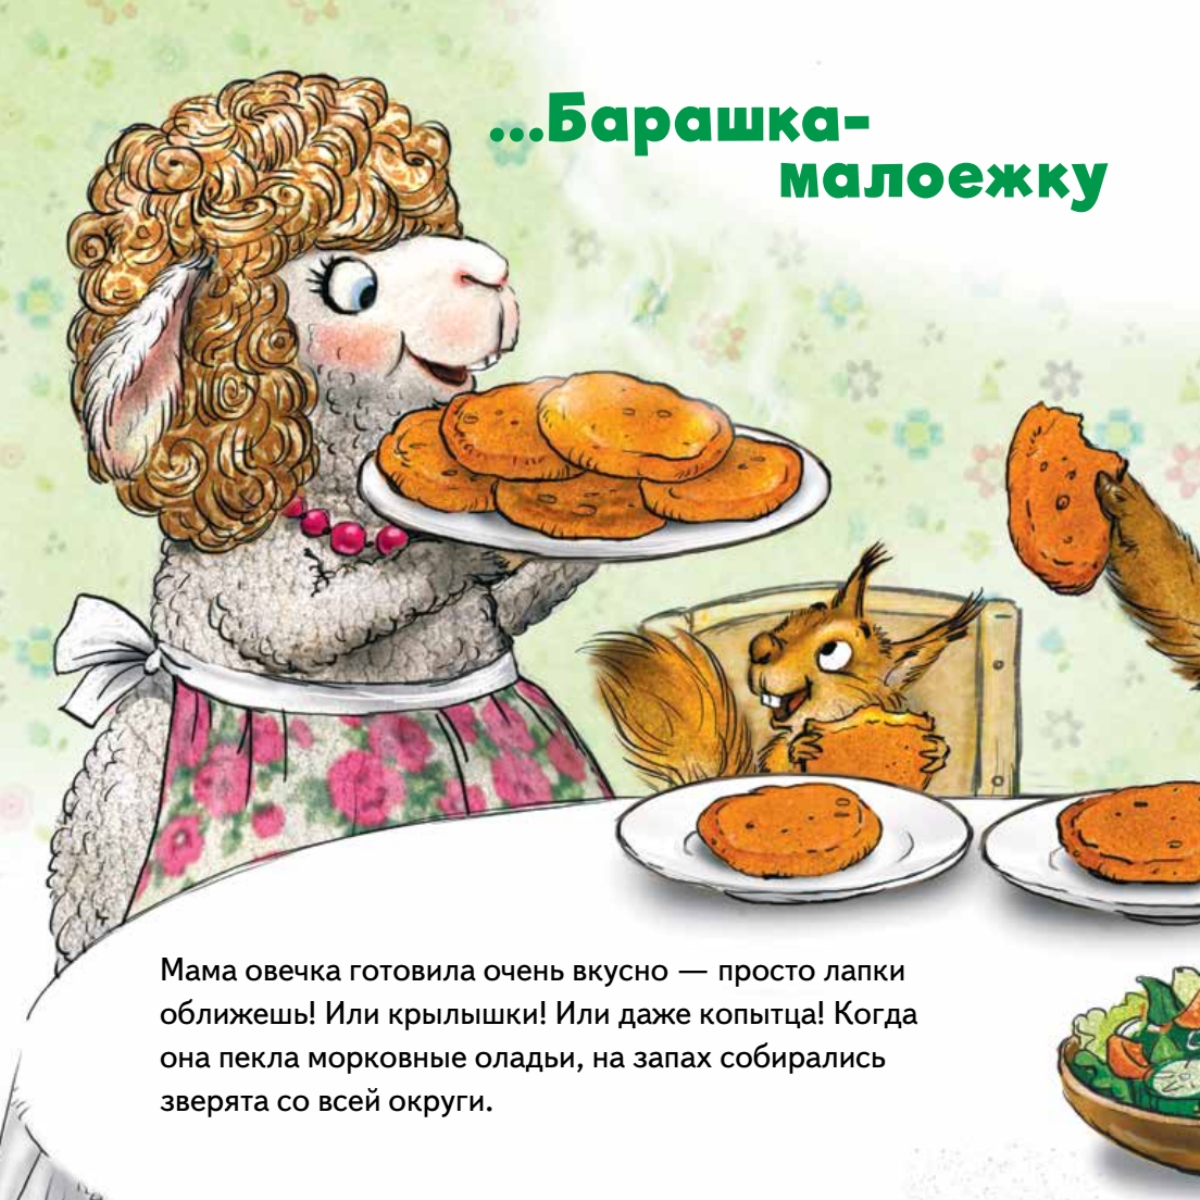 ...Барашка-
малоежку
Мама овечка готовила очень вкусно — просто лапки
оближешь! Или крылышки! Или даже копытца! Когда
она пекла морковные оладьи, на запах собирались
зверята со всей округи.